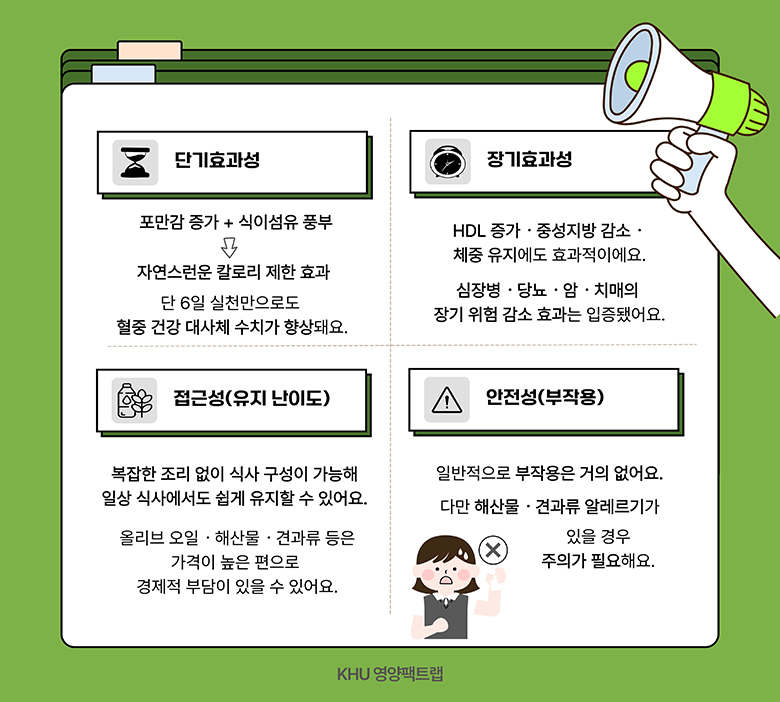 단기효과성
포만감 증가 + 식이섬유 풍부
자연스런운 칼로리 제한 효과
단 6일 실천만으로도
혈중 건강 대사체 수치가 향상돼요.
장기효과성
HDL 증가 · 중성지방 감소 ·
체중 유지에도 효과적이에요.
심장병 · 당뇨 · 암 · 치매의
장기 위험 감소 효과는 입증됐어요.
접근성(유지 난이도)
복잡한 조리 없이 식사 구성이 가능해
일상 식사에서도 쉽게 유지할 수 있어요.
올리브 오일 · 해산물 · 견과류 등은
가격이 높은 편으로
경제적 부담이 있을 수 있어요.
안전성(부작용)
일반적으로 부작용은 거의 없어요.
다만 해산물 · 견과류 알레르기가
있을 경우
주의가 필요해요.
KHU 영양팩트랩